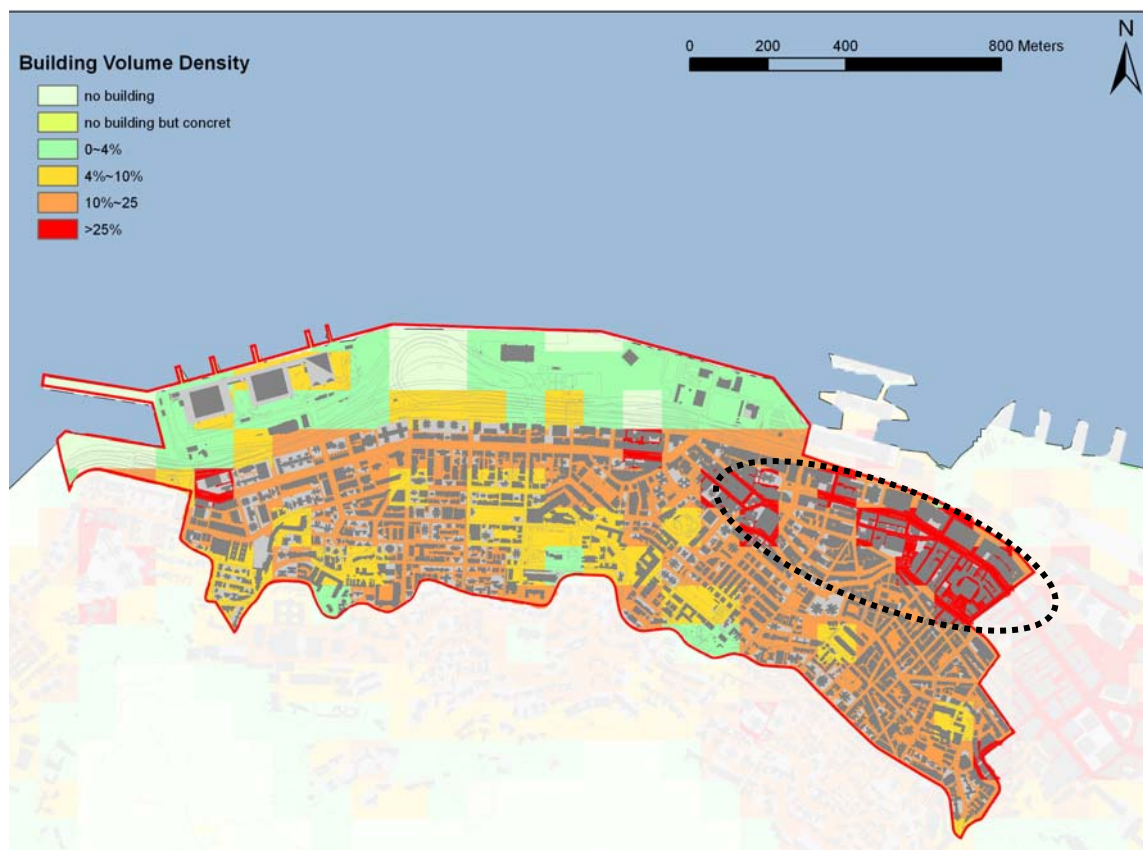 Building Volume Density
no building
no building but concret
0~4%
4%~10%
10%~25
>25%
0 200 400 800 Meters
N